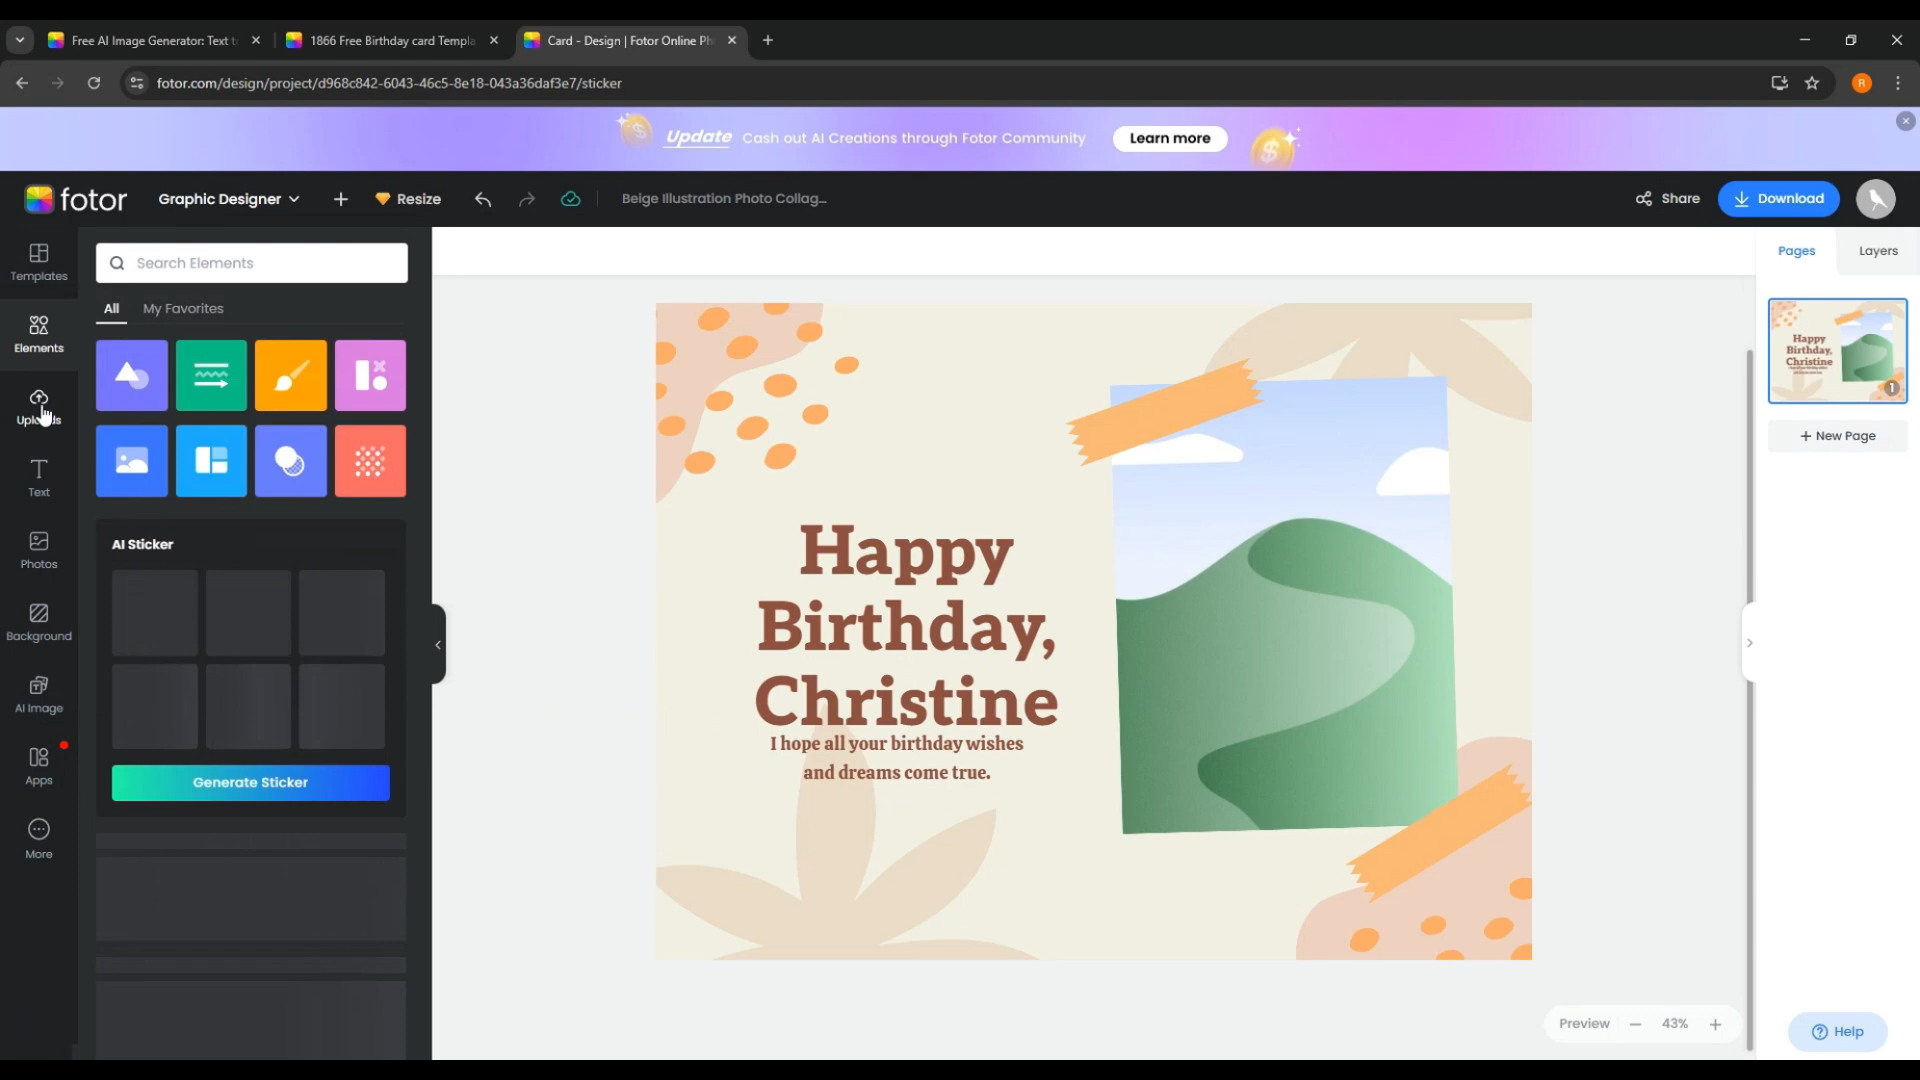 Free AI Image Generator: Text t
1866 Free Birthday card Templa
Card - Design | Fotor Online Ph
fotor.com/design/project/d968c842-6043-46c5-8e18-043a36daf3e7/sticker
R
Update Cash out AI Creations through Fotor Community Learn more
fotor
Graphic Designer
Resize
Beige Illustration Photo Collag...
Share
Download
Templates
Elements
Uploads
Text
Photos
Background
AI Image
Apps
More
Search Elements
All My Favorites
AI Sticker
Generate Sticker
Happy
Birthday,
Christine
I hope all your birthday wishes
and dreams come true.
Preview 43%
Pages Layers
Happy
Birthday,
Christine
1
+ New Page
Help